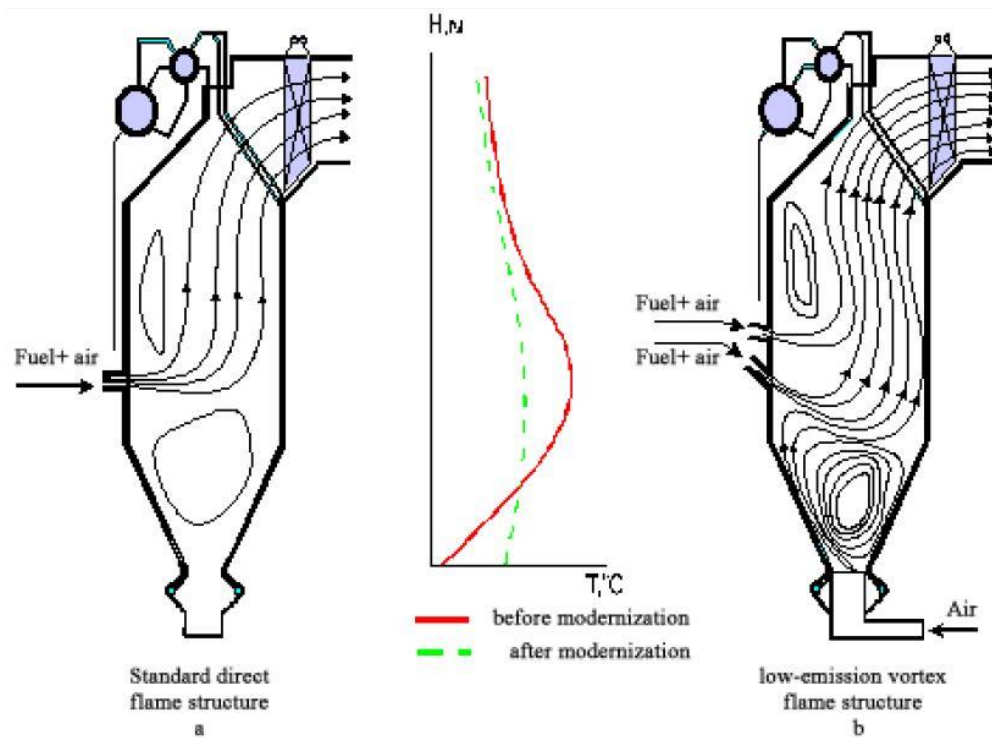 H,м
Fuel+ air
Fuel+ air
Fuel+ air
T,°C
before modernization
after modernization
Air
Standard direct
flame structure
a
low-emission vortex
flame structure
b